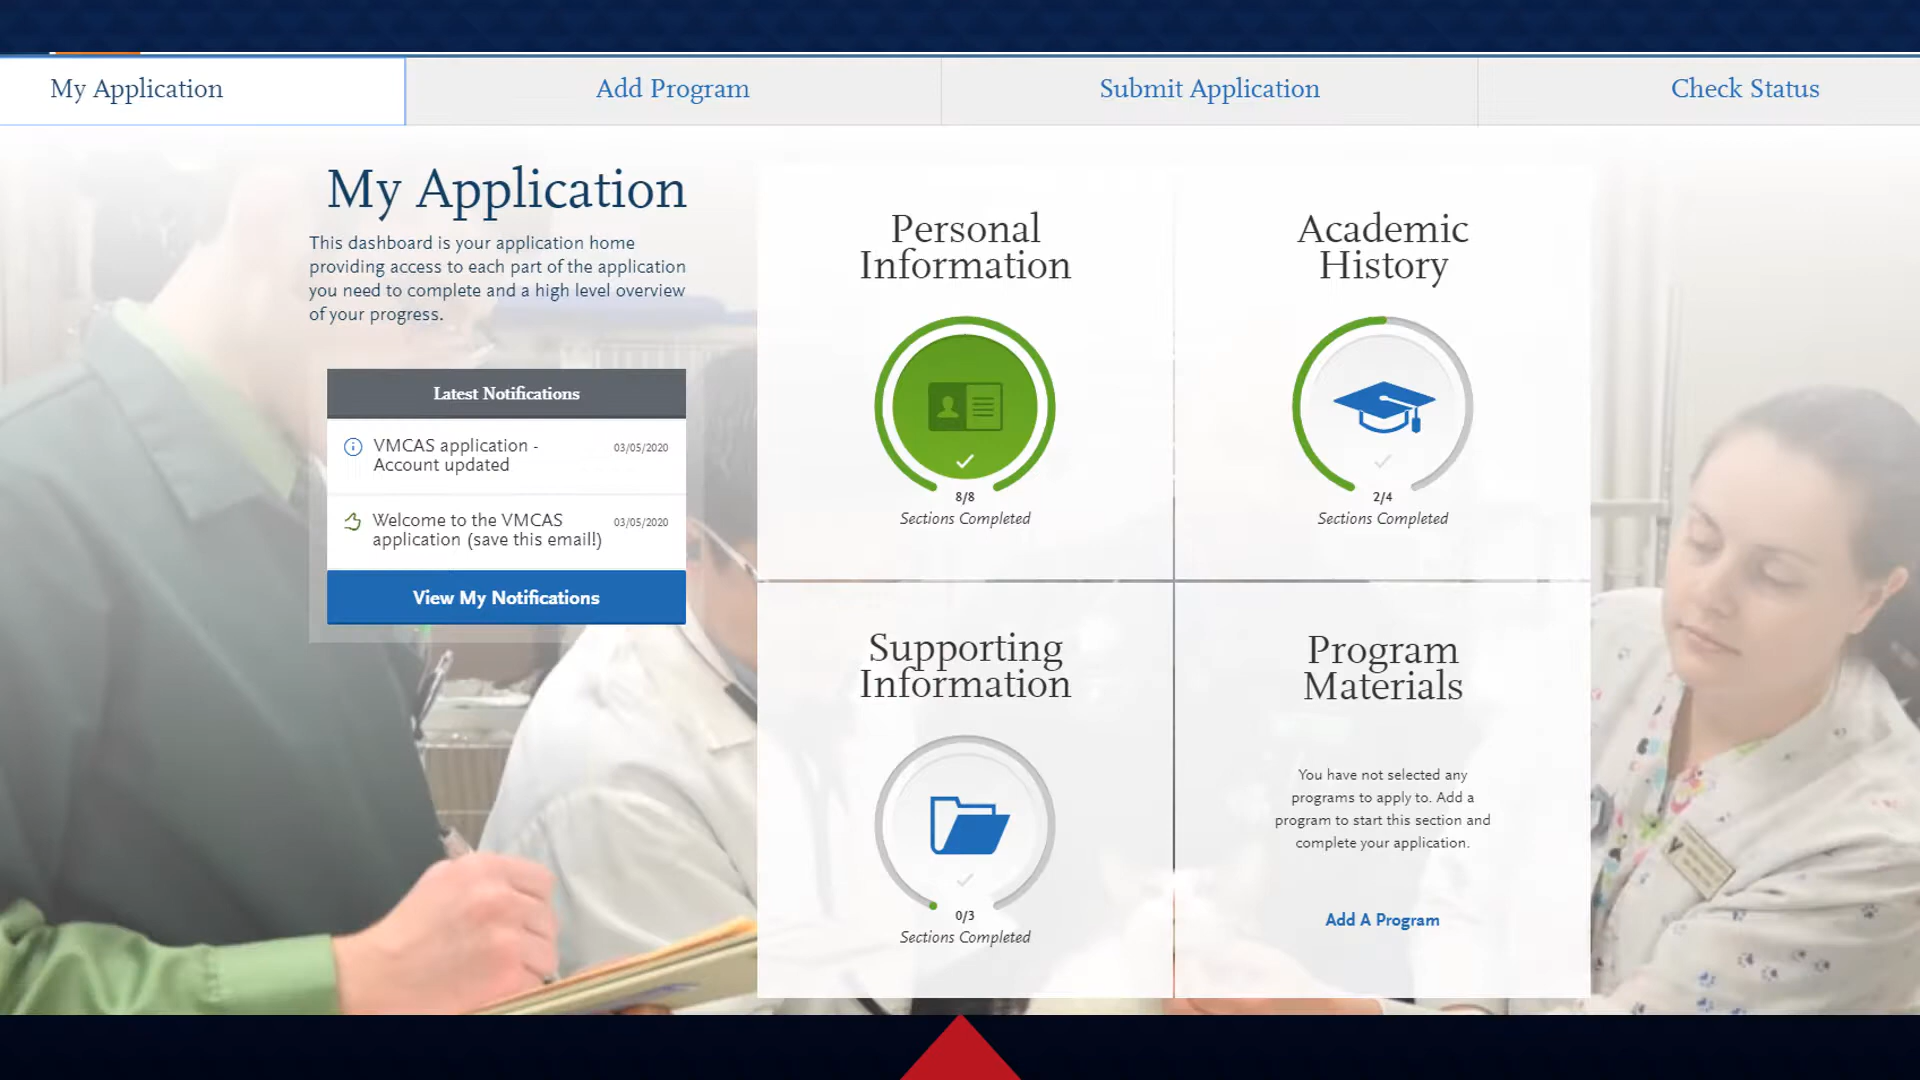 My Application
Add Program
Submit Application
Check Status
My Application
This dashboard is your application home
providing access to each part of the application
you need to complete and a high level overview
of your progress.
Latest Notifications
VMCAS application -
Account updated
03/05/2020
Welcome to the VMCAS
application (save this email!)
03/05/2020
View My Notifications
Personal
Information
8/8
Sections Completed
Academic
History
2/4
Sections Completed
Supporting
Information
0/3
Sections Completed
Program
Materials
You have not selected any
programs to apply to. Add a
program to start this section and
complete your application.
Add A Program